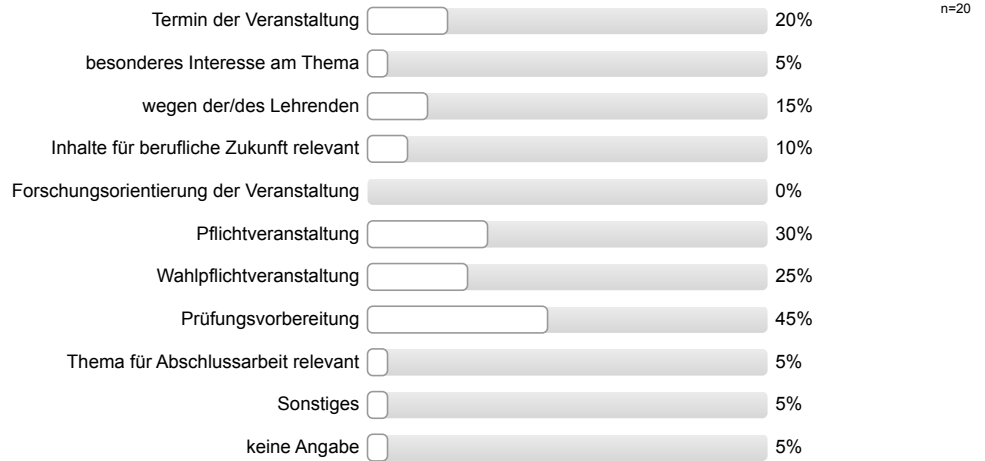 n=20
Termin der Veranstaltung 20%
besonderes Interesse am Thema 5%
wegen der/des Lehrenden 15%
Inhalte für berufliche Zukunft relevant 10%
Forschungsorientierung der Veranstaltung 0%
Pflichtveranstaltung 30%
Wahlpflichtveranstaltung 25%
Prüfungsvorbereitung 45%
Thema für Abschlussarbeit relevant 5%
Sonstiges 5%
keine Angabe 5%